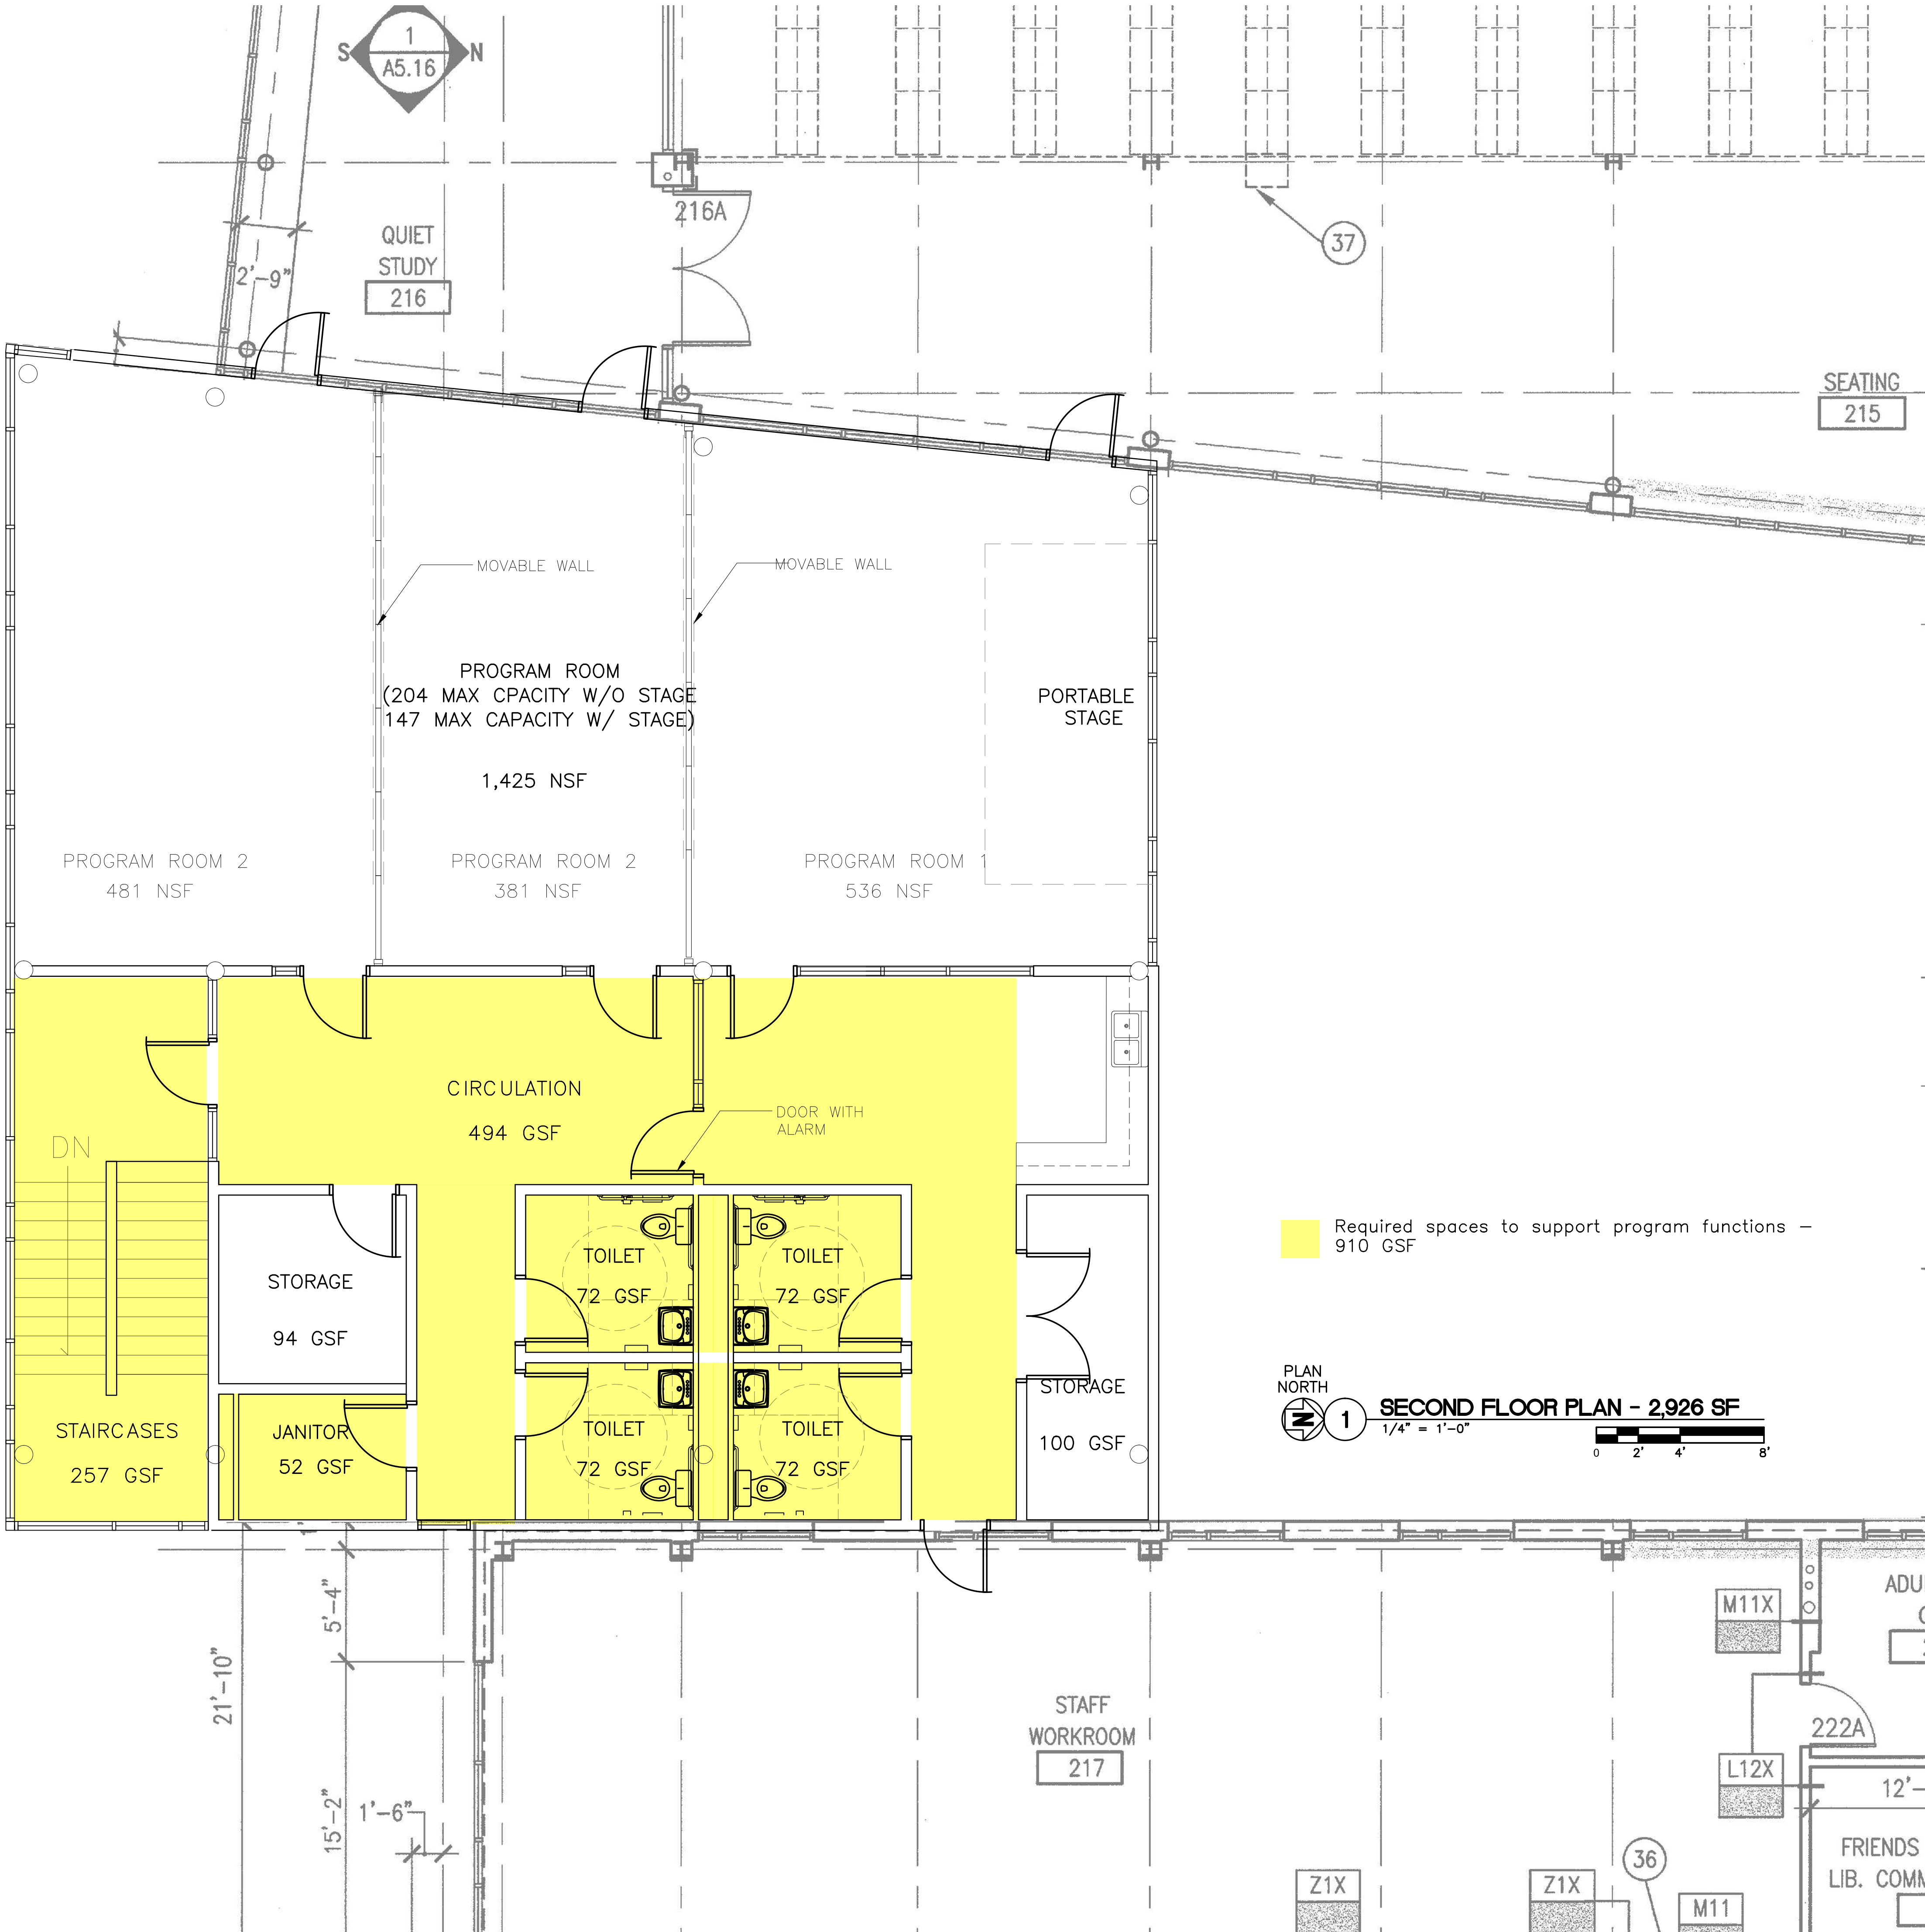 1
S
N
A5.16
216A
37
QUIET
STUDY
216
2'-9"
SEATING
215
MOVABLE WALL
MOVABLE WALL
PROGRAM ROOM
(204 MAX CPACITY W/O STAGE
147 MAX CAPACITY W/ STAGE)
1,425 NSF
PORTABLE
STAGE
PROGRAM ROOM 2
481 NSF
PROGRAM ROOM 2
381 NSF
PROGRAM ROOM 1
536 NSF
CIRCULATION
494 GSF
DOOR WITH
ALARM
DN
STORAGE
94 GSF
TOILET
72 GSF
TOILET
72 GSF
Required spaces to support program functions –
910 GSF
STORAGE
100 GSF
STAIRCASES
257 GSF
JANITOR
52 GSF
TOILET
72 GSF
TOILET
72 GSF
PLAN
NORTH
N
1
SECOND FLOOR PLAN - 2,926 SF
1/4" = 1'-0"
0 2' 4' 8'
5'-4"
21'-10"
15'-2"
1'-6"
STAFF
WORKROOM
217
M11X
222A
L12X
12'-
FRIENDS
36
Z1X
Z1X
M11